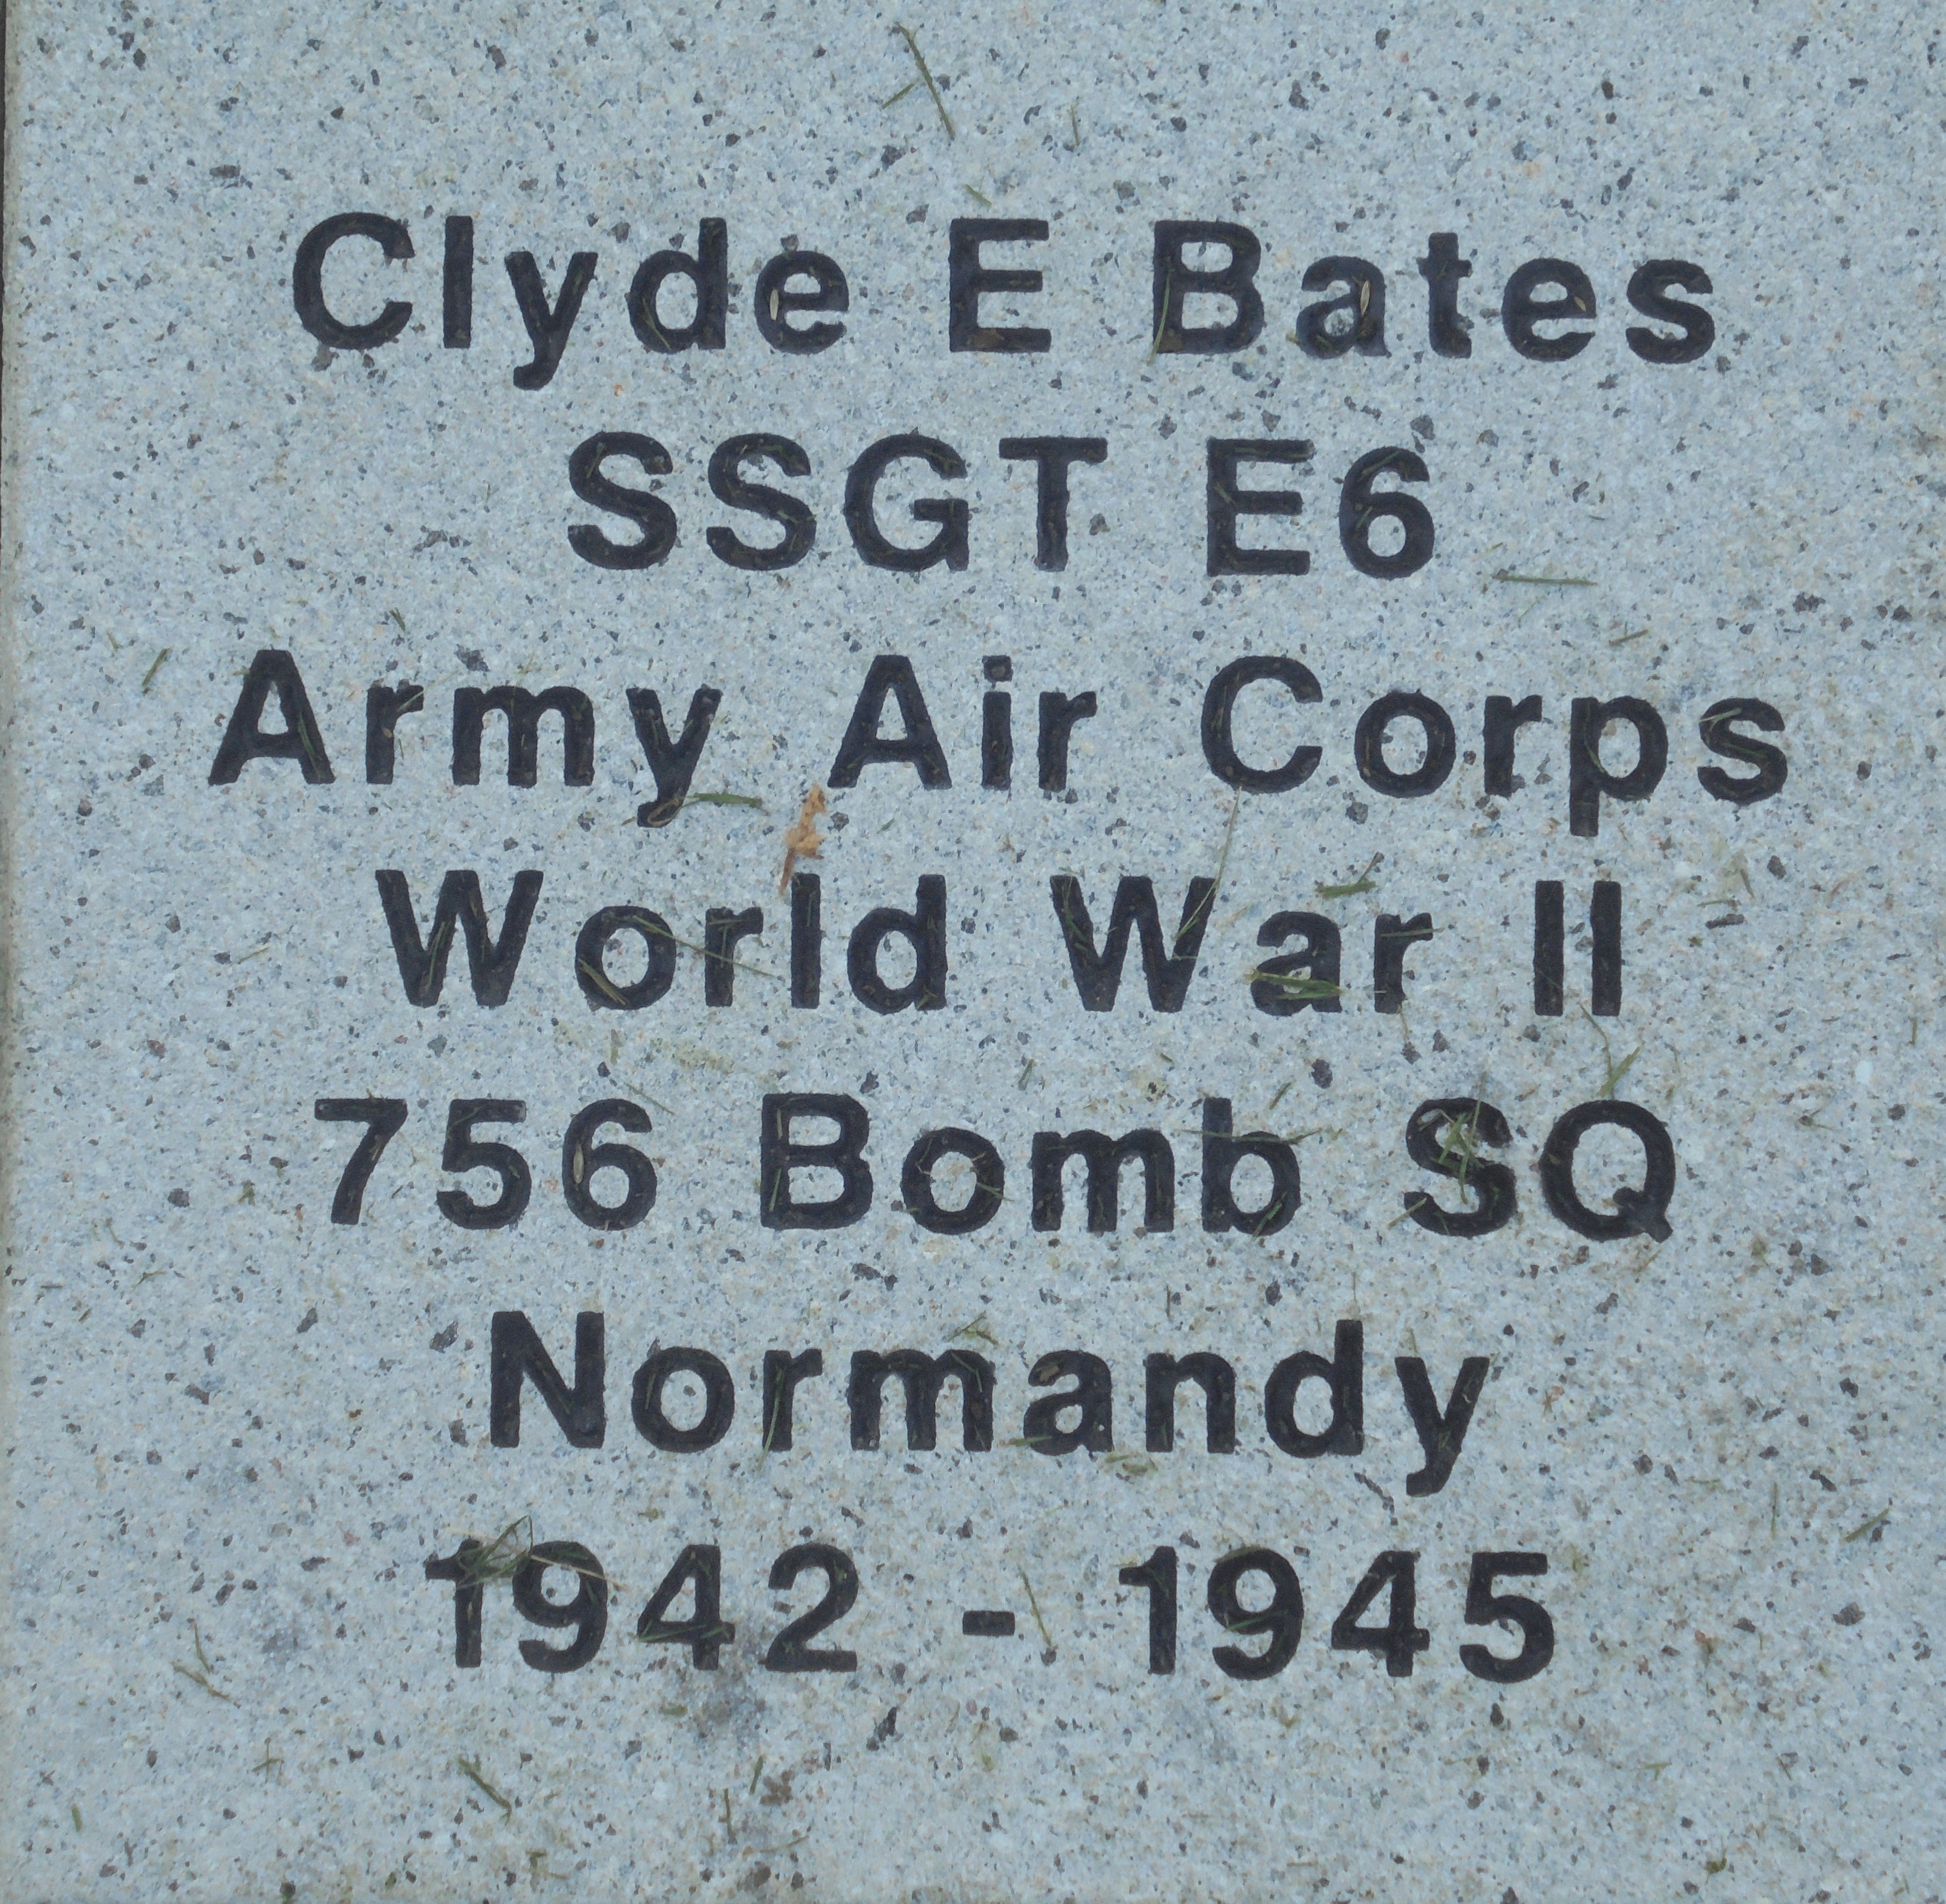 Clyde E Bates
SSGT E6
Army Air Corps
World War II
756 Bomb SQ
Normandy
1942 - 1945